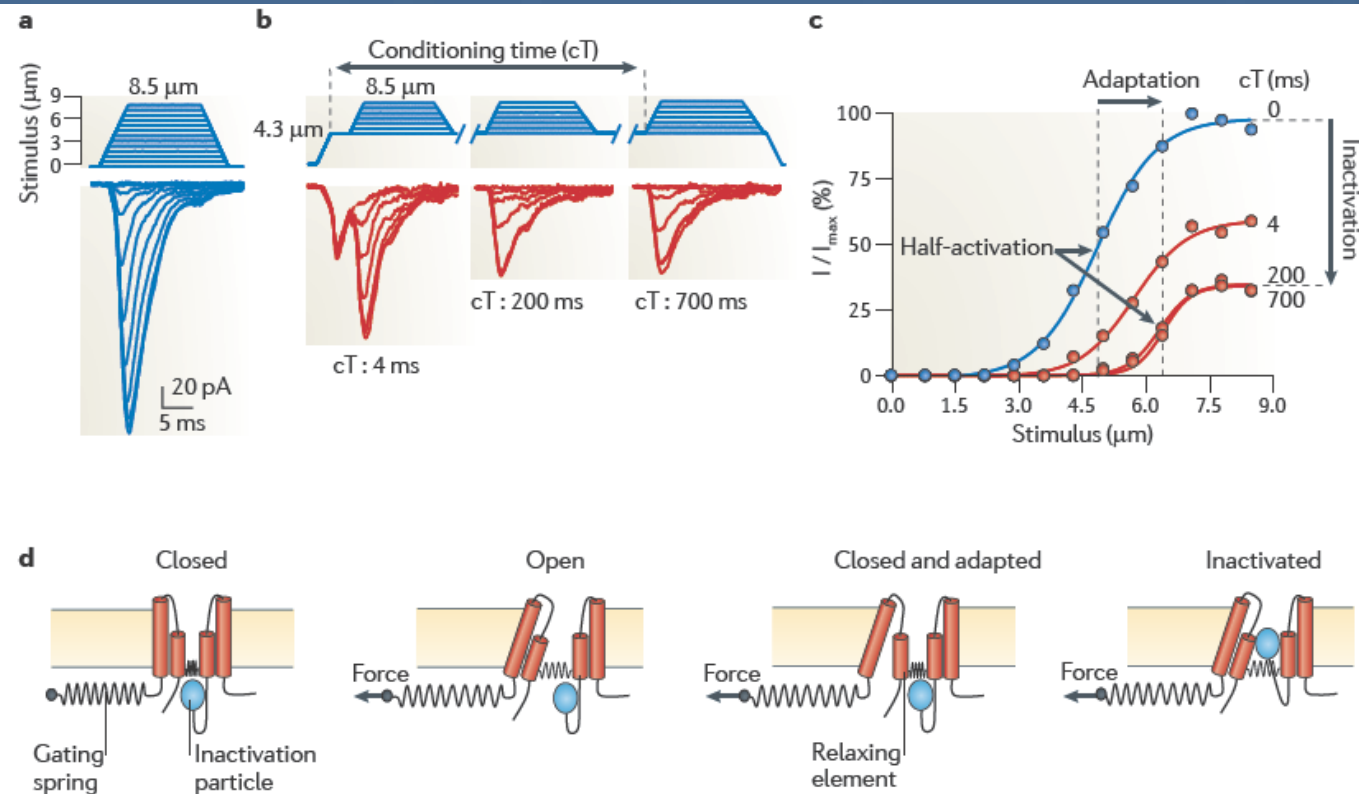 a
8.5 μm
Stimulus (μm)
9
6
3
0
20 pA
5 ms
b
Conditioning time (cT)
8.5 μm
4.3 μm
cT : 4 ms
cT : 200 ms
cT : 700 ms
c
Adaptation
cT (ms)
0
4
200
700
Inactivation
Half-activation
I / Imax (%)
100
75
50
25
0
0.0 1.5 3.0 4.5 6.0 7.5 9.0
Stimulus (μm)
d
Closed
Open
Closed and adapted
Inactivated
Force
Force
Force
Gating
spring
Inactivation
particle
Relaxing
element